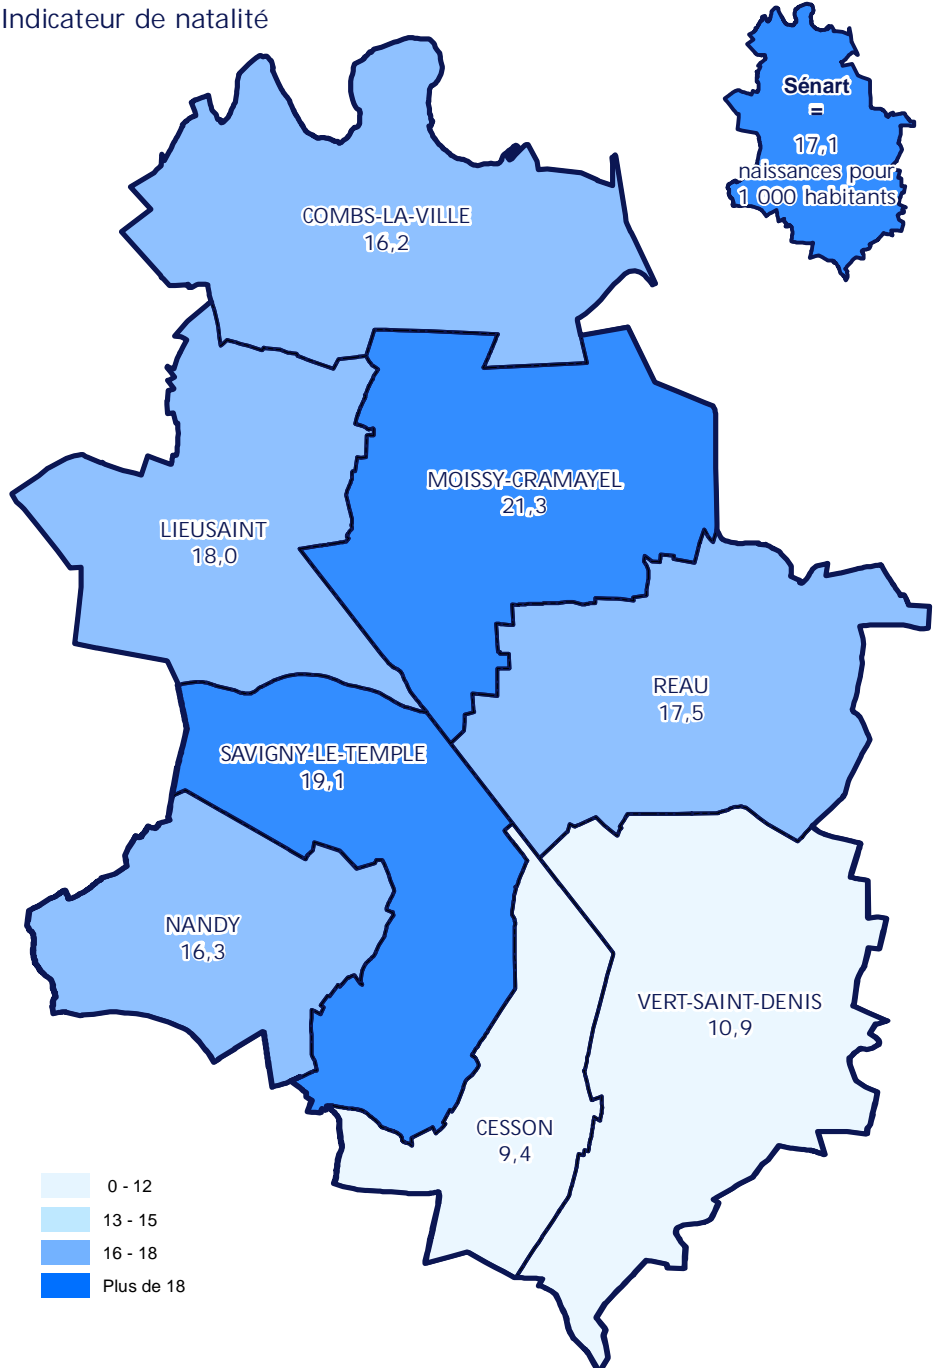 Indicateur de natalité
Sénart
=
17,1
naissances pour
1 000 habitants
COMBS-LA-VILLE
16,2
MOISSY-CRAMAYEL
21,3
LIEUSAINT
18,0
REAU
17,5
SAVIGNY-LE-TEMPLE
19,1
NANDY
16,3
VERT-SAINT-DENIS
10,9
CESSON
9,4
0 - 12
13 - 15
16 - 18
Plus de 18